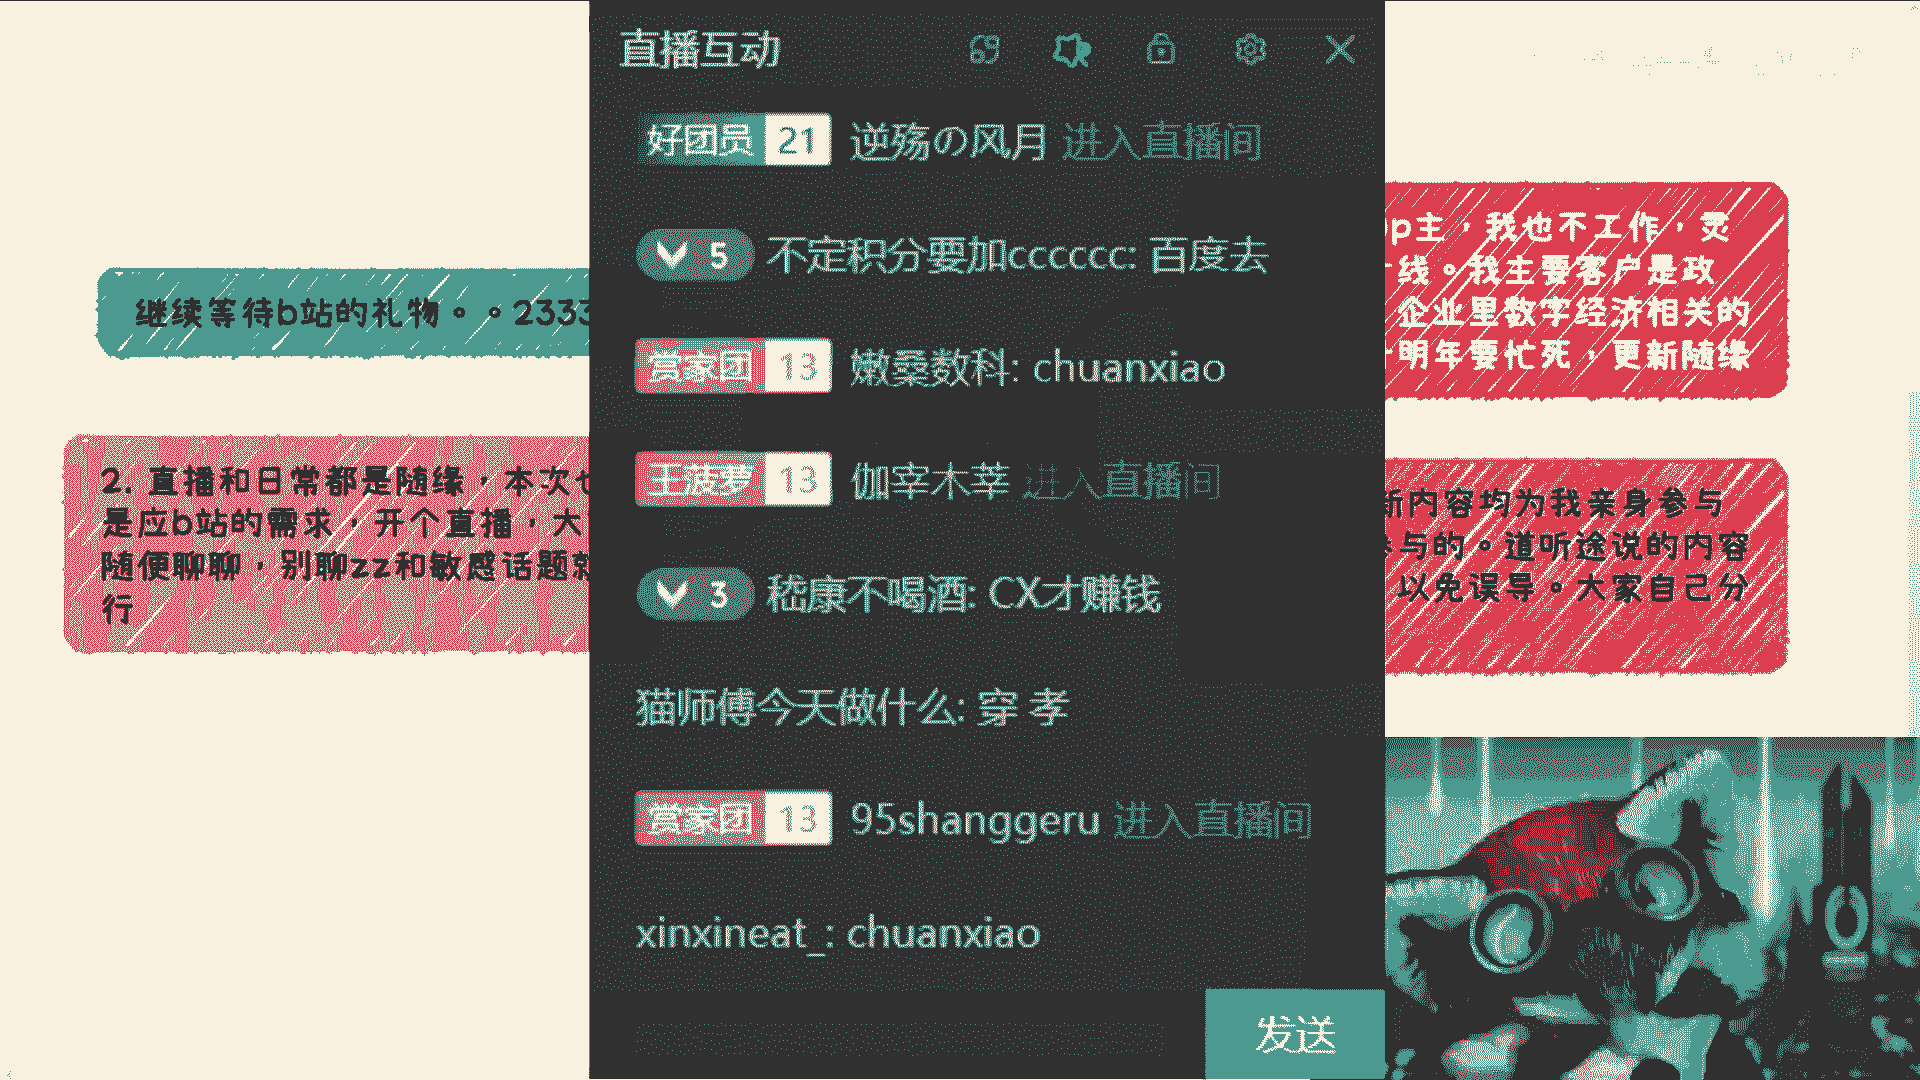 继续等待b站的礼物。。2333
2. 直播和日常都是随缘，本次也
是应b站的需求，开个直播，大
随便聊聊，别聊zz和敏感话题就
行
直播互动
好团员 21 逆殇の风月 进入直播间
5 不定积分要加cccccc: 百度去
赏家团 13 嫩桑数科: chuanxiao
王菠萝 13 伽宰木莘 进入直播间
3 嵇康不喝酒: CX才赚钱
猫师傅今天做什么: 穿 孝
赏家团 13 95shanggeru 进入直播间
xinxineat_: chuanxiao
发送
p主，我也不工作，灵
线。我主要客户是政
企业里数字经济相关的
明年要忙死，更新随缘
新内容均为我亲身参与
参与的。道听途说的内容
以免误导。大家自己分